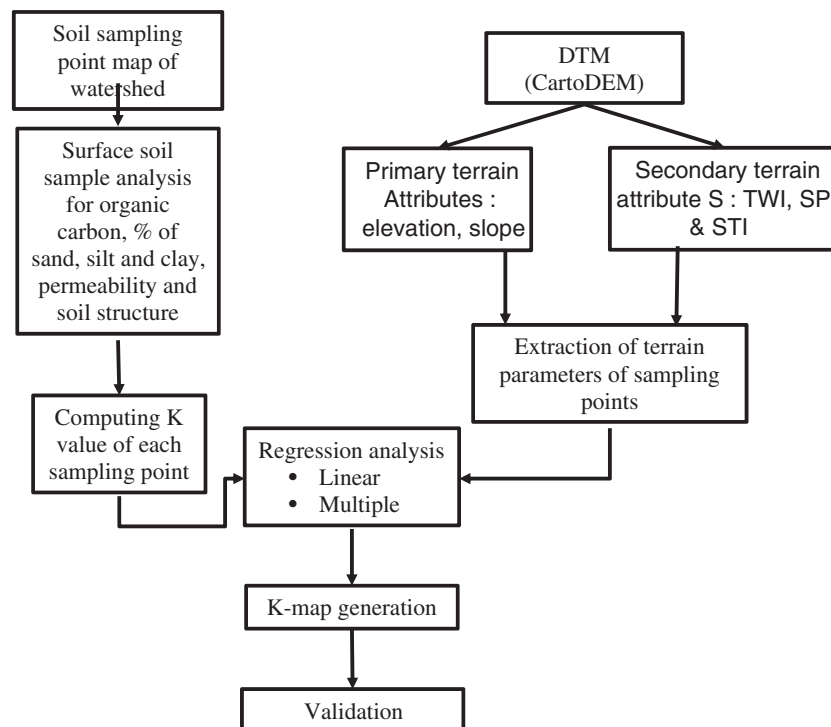 Soil sampling
point map of
watershed
DTM
(CartoDEM)
Surface soil
sample analysis
for organic
carbon, % of
sand, silt and clay,
permeability and
soil structure
Primary terrain
Attributes :
elevation, slope
Secondary terrain
attribute S : TWI, SP
& STI
Extraction of terrain
parameters of sampling
points
Computing K
value of each
sampling point
Regression analysis
• Linear
• Multiple
K-map generation
Validation